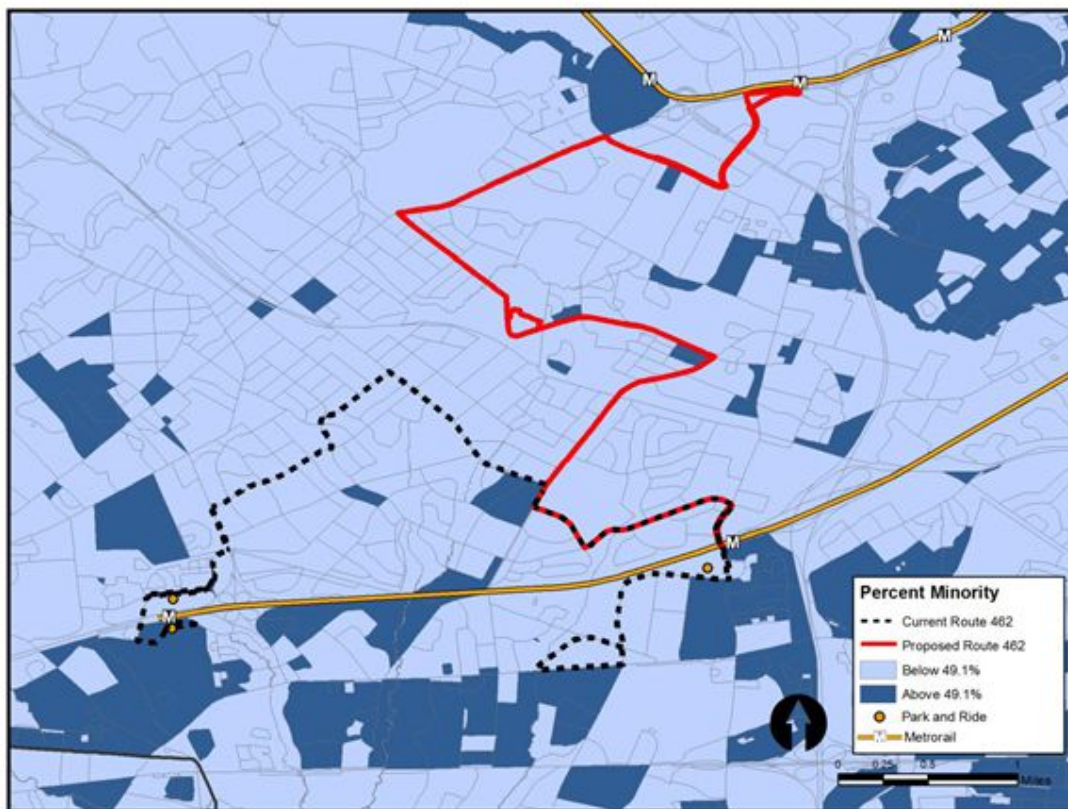 M
M
M
M
M
Percent Minority
Current Route 462
Proposed Route 462
Below 49.1%
Above 49.1%
Park and Ride
M Metrorail
0 0.25 0.5 1
Miles